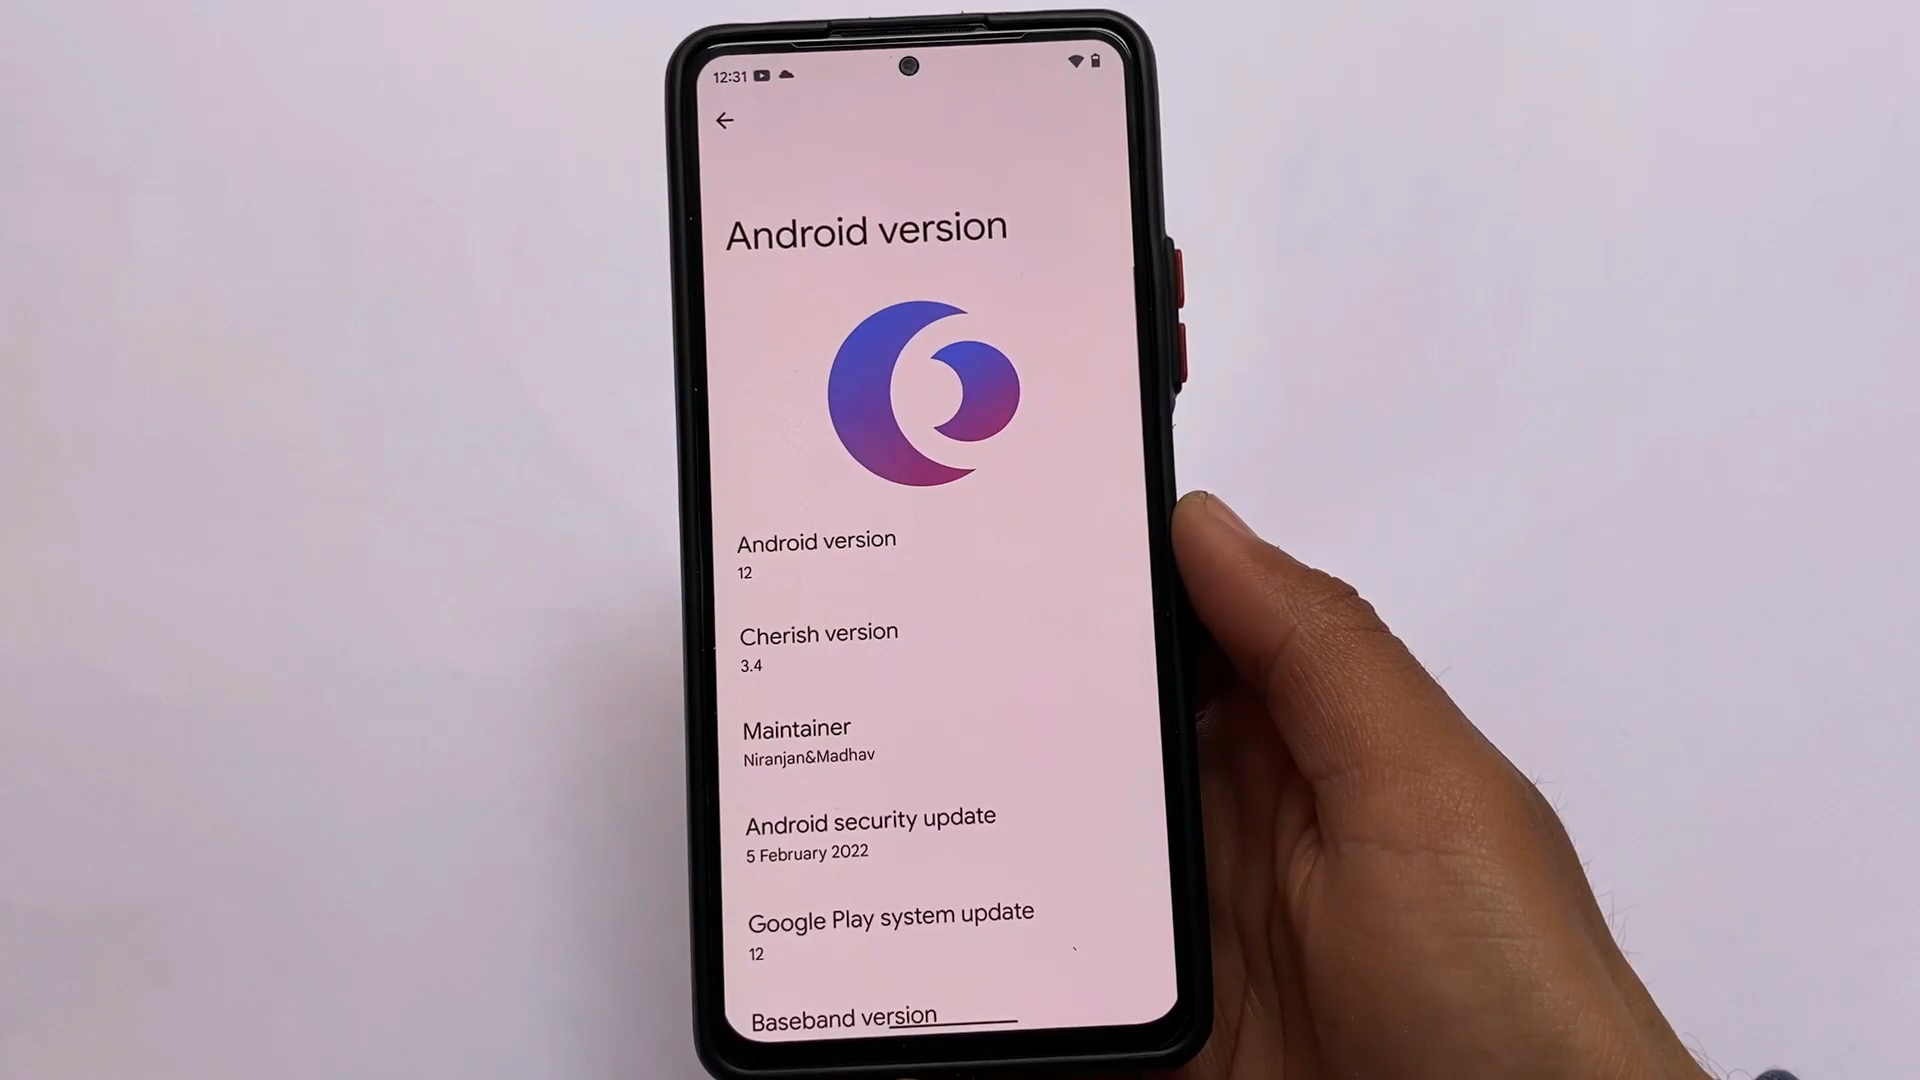 12:31
Android version
Android version
12
Cherish version
3.4
Maintainer
Niranjan&Madhav
Android security update
5 February 2022
Google Play system update
12
Baseband version